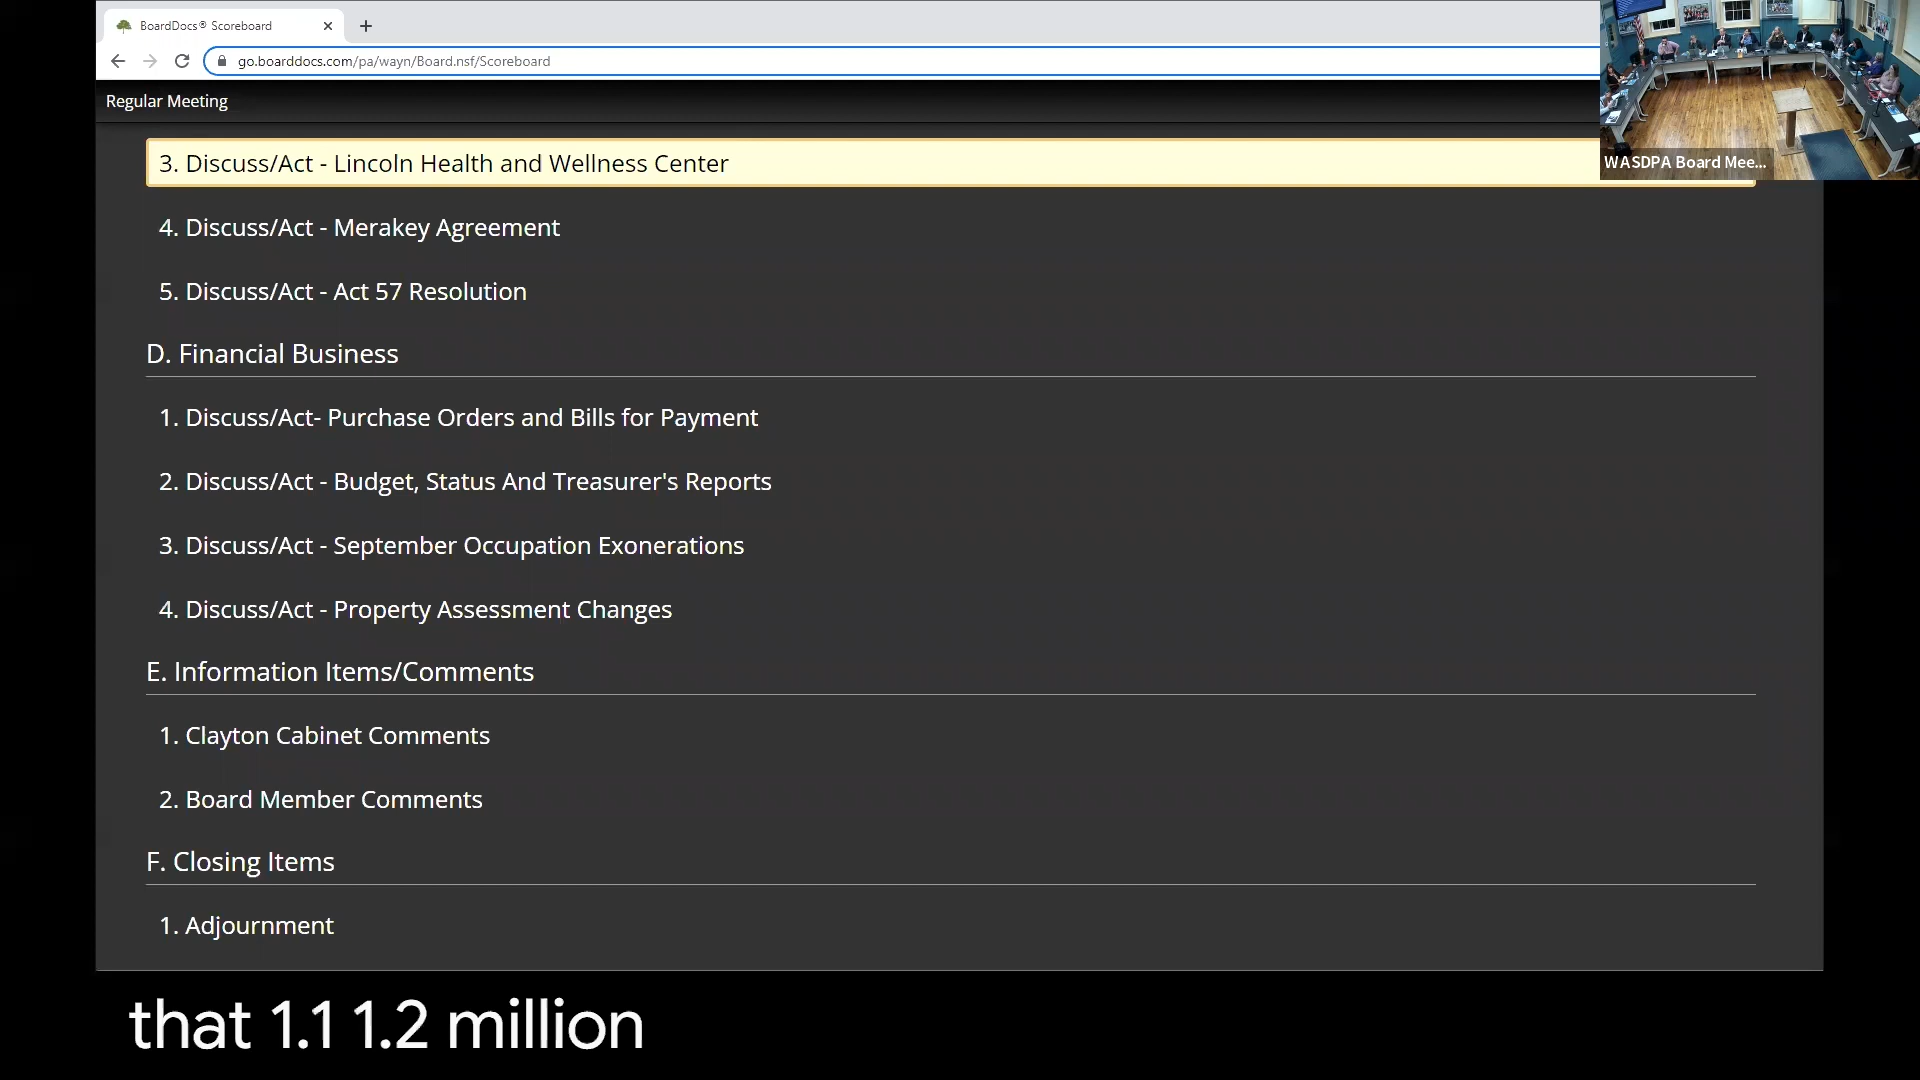 BoardDocs® Scoreboard
go.boarddocs.com/pa/wayn/Board.nsf/Scoreboard
Regular Meeting
WASDPA Board Mee...
3. Discuss/Act - Lincoln Health and Wellness Center
4. Discuss/Act - Merakey Agreement
5. Discuss/Act - Act 57 Resolution
D. Financial Business
1. Discuss/Act- Purchase Orders and Bills for Payment
2. Discuss/Act - Budget, Status And Treasurer's Reports
3. Discuss/Act - September Occupation Exonerations
4. Discuss/Act - Property Assessment Changes
E. Information Items/Comments
1. Clayton Cabinet Comments
2. Board Member Comments
F. Closing Items
1. Adjournment
that 1.1 1.2 million